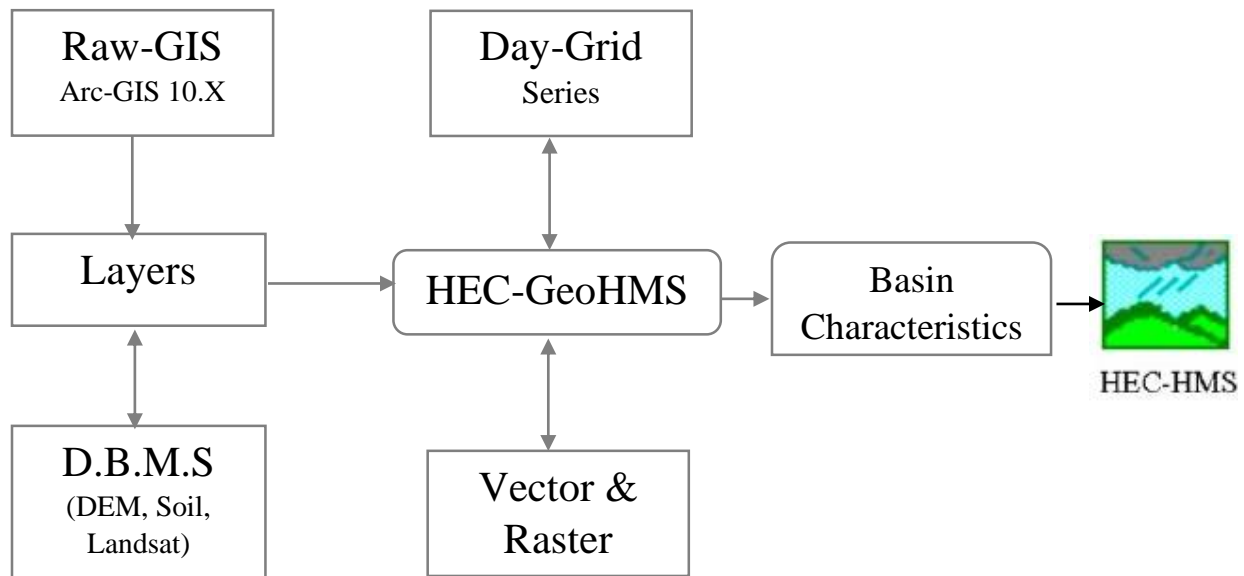 Raw-GIS
Arc-GIS 10.X
Day-Grid
Series
Layers
HEC-GeoHMS
Basin
Characteristics
HEC-HMS
D.B.M.S
(DEM, Soil,
Landsat)
Vector &
Raster